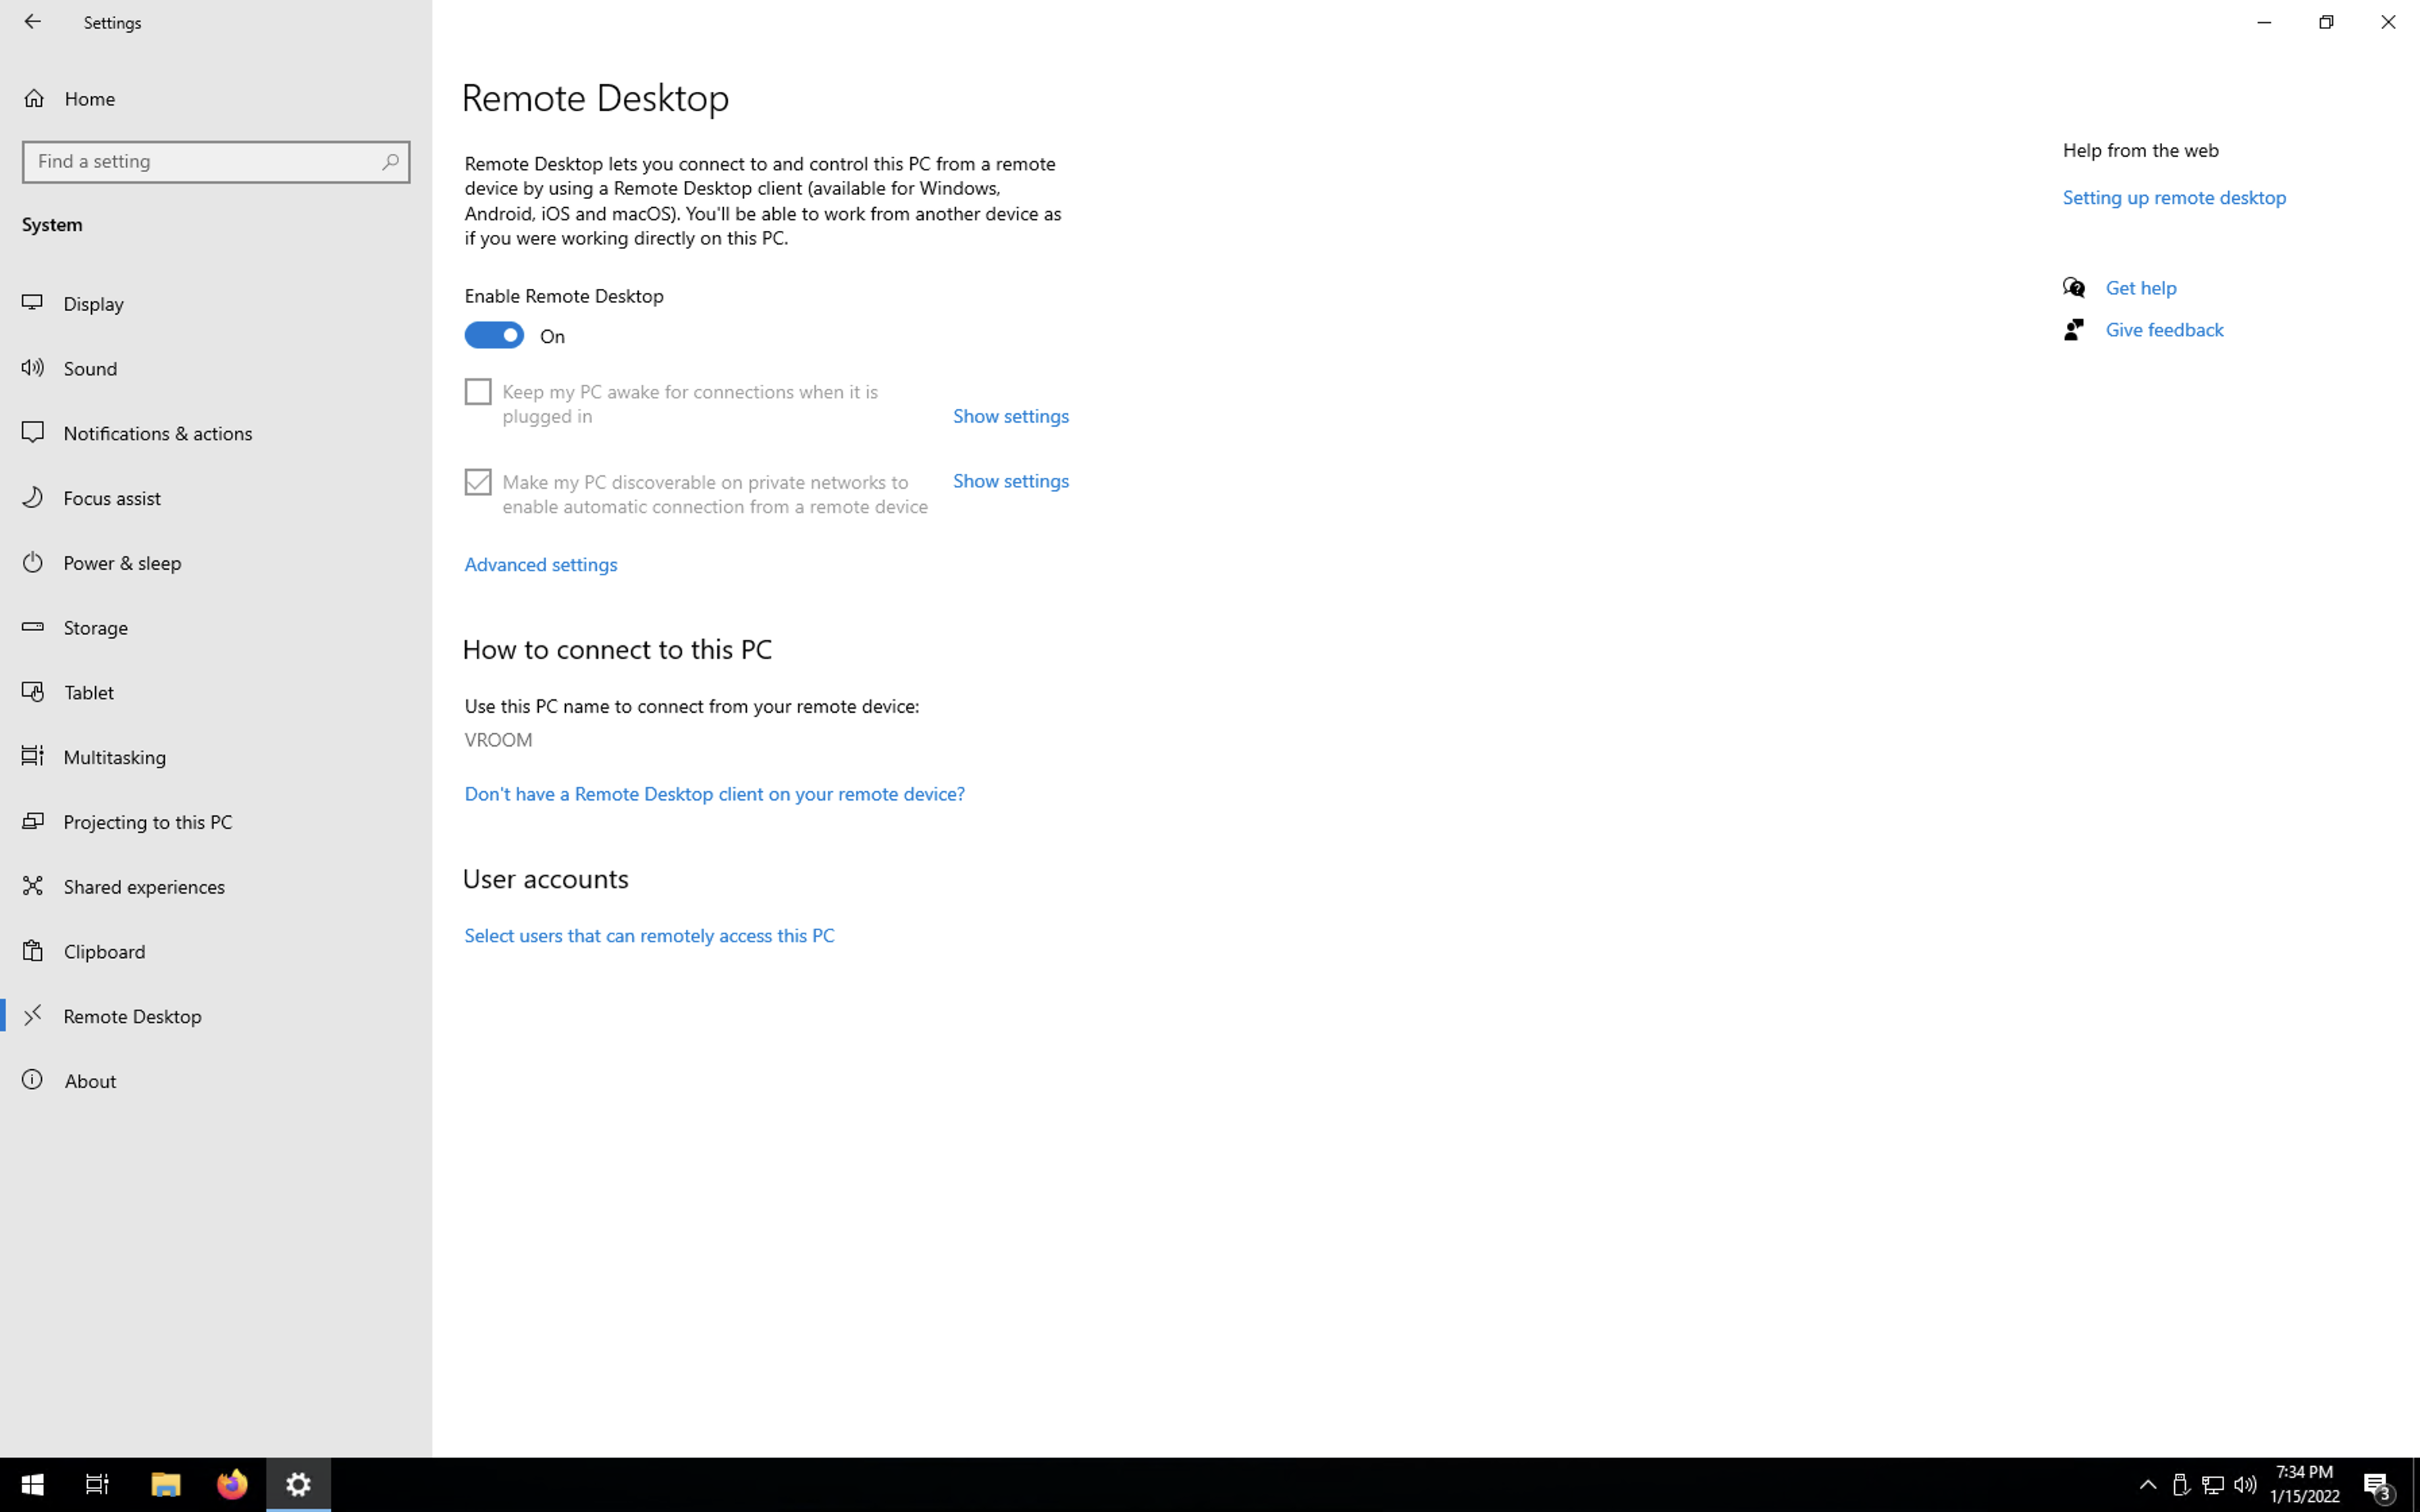 Settings
Home
Find a setting
System
Display
Sound
Notifications & actions
Focus assist
Power & sleep
Storage
Tablet
Multitasking
Projecting to this PC
Shared experiences
Clipboard
Remote Desktop
About
Remote Desktop
Remote Desktop lets you connect to and control this PC from a remote
device by using a Remote Desktop client (available for Windows,
Android, iOS and macOS). You'll be able to work from another device as
if you were working directly on this PC.
Enable Remote Desktop
On
Keep my PC awake for connections when it is
plugged in
Show settings
Make my PC discoverable on private networks to
enable automatic connection from a remote device
Show settings
Advanced settings
How to connect to this PC
Use this PC name to connect from your remote device:
VROOM
Don't have a Remote Desktop client on your remote device?
User accounts
Select users that can remotely access this PC
Help from the web
Setting up remote desktop
Get help
Give feedback
7:34 PM
1/15/2022
3